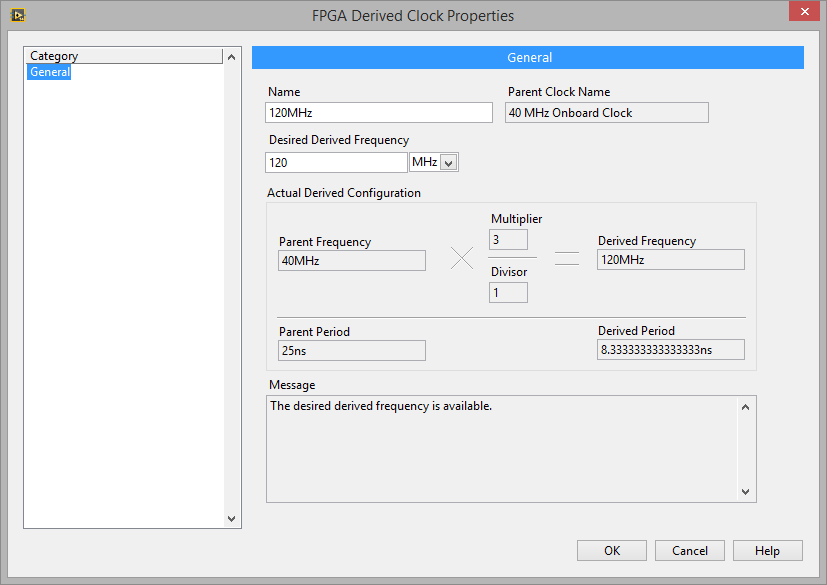 FPGA Derived Clock Properties
Category
General
General
Name
Parent Clock Name
120MHz
40 MHz Onboard Clock
Desired Derived Frequency
120
MHz
Actual Derived Configuration
Multiplier
Parent Frequency
3
Derived Frequency
40MHz
120MHz
Divisor
1
Parent Period
Derived Period
25ns
8.333333333333333ns
Message
The desired derived frequency is available.
OK
Cancel
Help